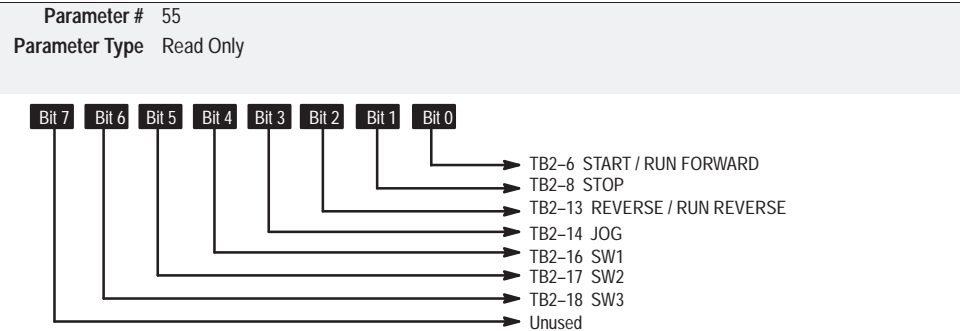 Parameter # 55
Parameter Type Read Only
Bit 7 Bit 6 Bit 5 Bit 4 Bit 3 Bit 2 Bit 1 Bit 0
TB2–6 START / RUN FORWARD
TB2–8 STOP
TB2–13 REVERSE / RUN REVERSE
TB2–14 JOG
TB2–16 SW1
TB2–17 SW2
TB2–18 SW3
Unused